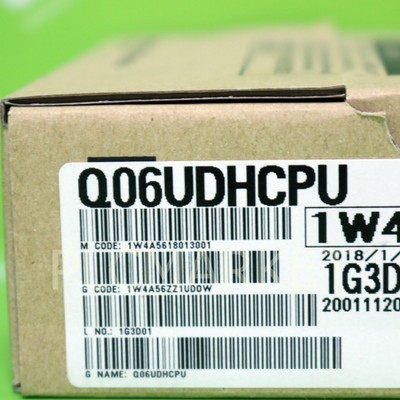 Q06UDHCPU
1W4
M CODE: 1W4A5618013001
2018/1/
1G3D
G CODE: 1W4A56ZZ1UD0W
20011120
L NO.: 1G3D01
G NAME: Q06UDHCPU